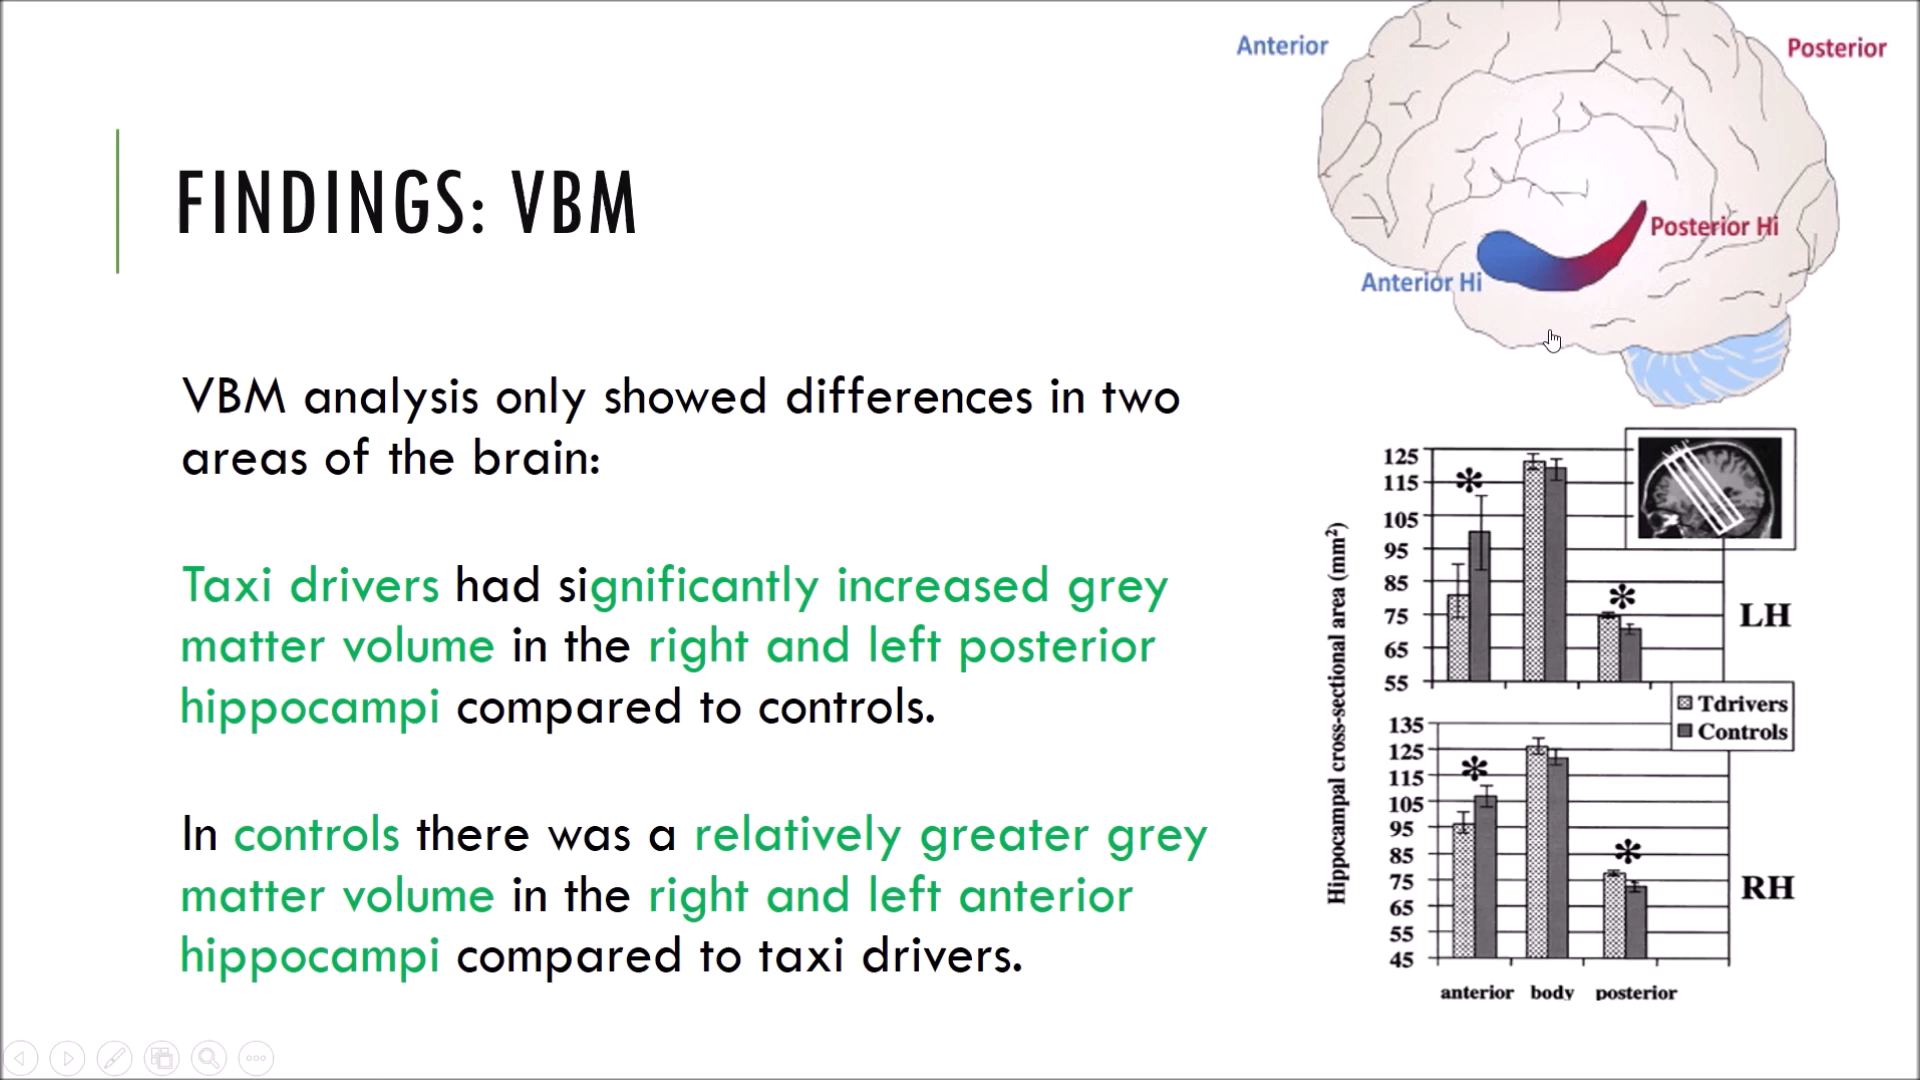 Anterior
Posterior
FINDINGS: VBM
Posterior Hi
Anterior Hi
VBM analysis only showed differences in two
areas of the brain:
Taxi drivers had significantly increased grey
matter volume in the right and left posterior
hippocampi compared to controls.
In controls there was a relatively greater grey
matter volume in the right and left anterior
hippocampi compared to taxi drivers.
Hippocampal cross-sectional area (mm²)
125
115
105
95
85
75
65
55
*
*
LH
Tdrivers
Controls
135
125
115
105
95
85
75
65
55
45
*
*
RH
anterior body posterior